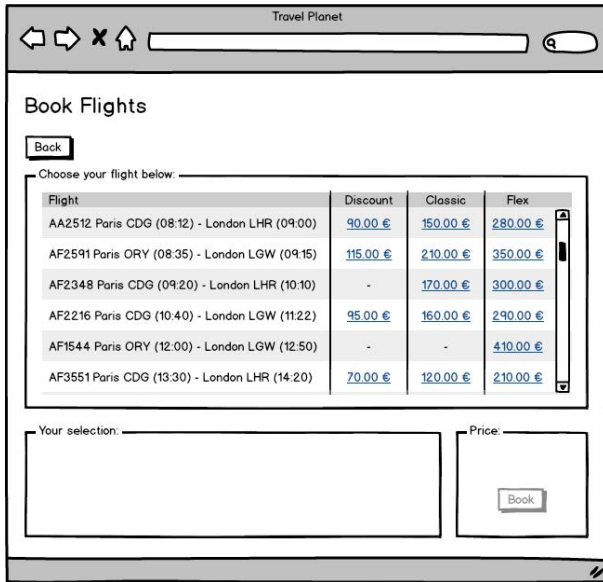 Travel Planet
Book Flights
Back
Choose your flight below:
Flight Discount Classic Flex
AA2512 Paris CDG (08:12) - London LHR (09:00) 90.00 € 150.00 € 280.00 €
AF2591 Paris ORY (08:35) - London LGW (09:15) 115.00 € 210.00 € 350.00 €
AF2348 Paris CDG (09:20) - London LHR (10:10) - 170.00 € 300.00 €
AF2216 Paris CDG (10:40) - London LGW (11:22) 95.00 € 160.00 € 290.00 €
AF1544 Paris ORY (12:00) - London LGW (12:50) - - 410.00 €
AF3551 Paris CDG (13:30) - London LHR (14:20) 70.00 € 120.00 € 210.00 €
Your selection:
Price:
Book